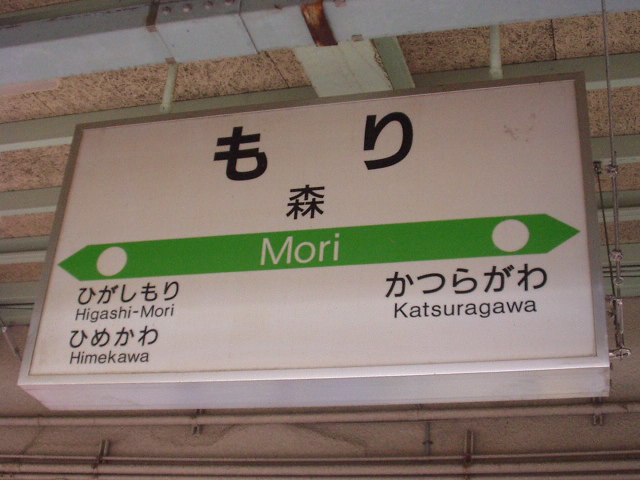 もり
森
Mori
ひがしもり
Higashi-Mori
ひめかわ
Himekawa
かつらがわ
Katsuragawa